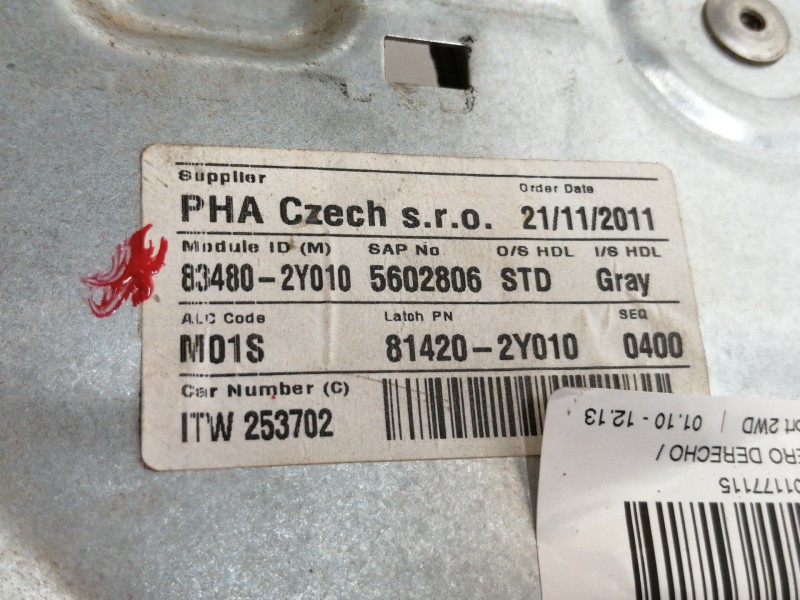 Supplier
Order Date
PHA Czech s.r.o. 21/11/2011
Module ID (M) SAP No O/S HDL I/S HDL
83480-2Y010 5602806 STD Gray
ALC Code Latch PN SEQ
M01S 81420-2Y010 0400
Car Number (C)
ITW 253702
01177115
ERO DERECHO /
ort 2WD | 01.10 - 12.13